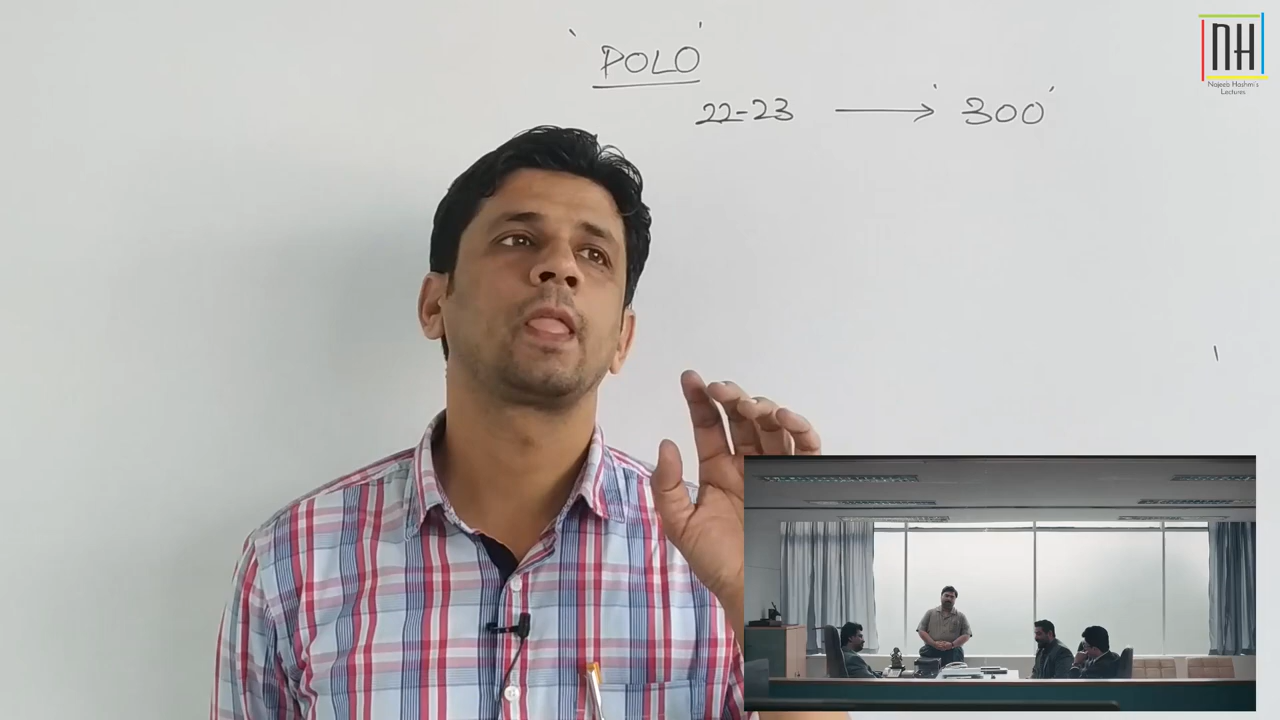 'POLO'
22-23 → '300'
NH
Najeeb Hashmi's
Lectures